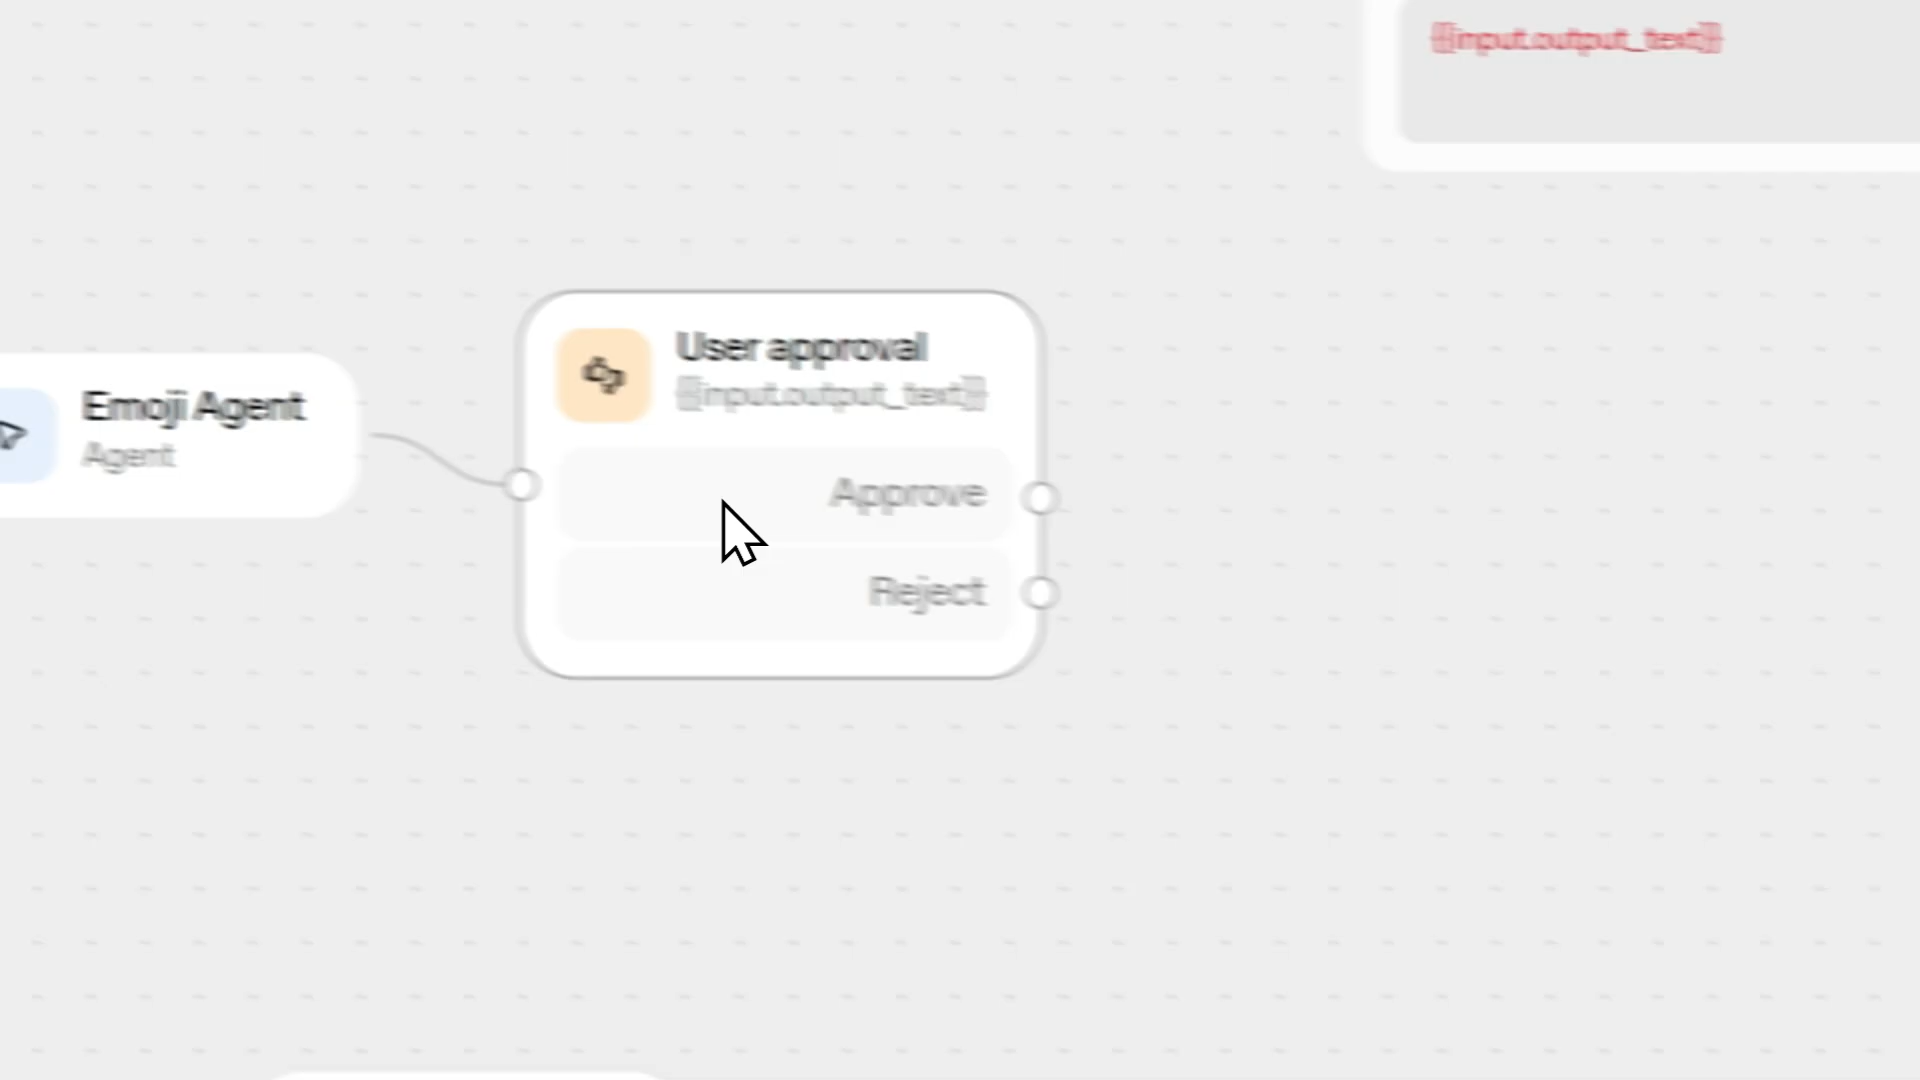 {{input.output_text}}
User approval
{{input.output_text}}
Emoji Agent
Agent
Approve
Reject